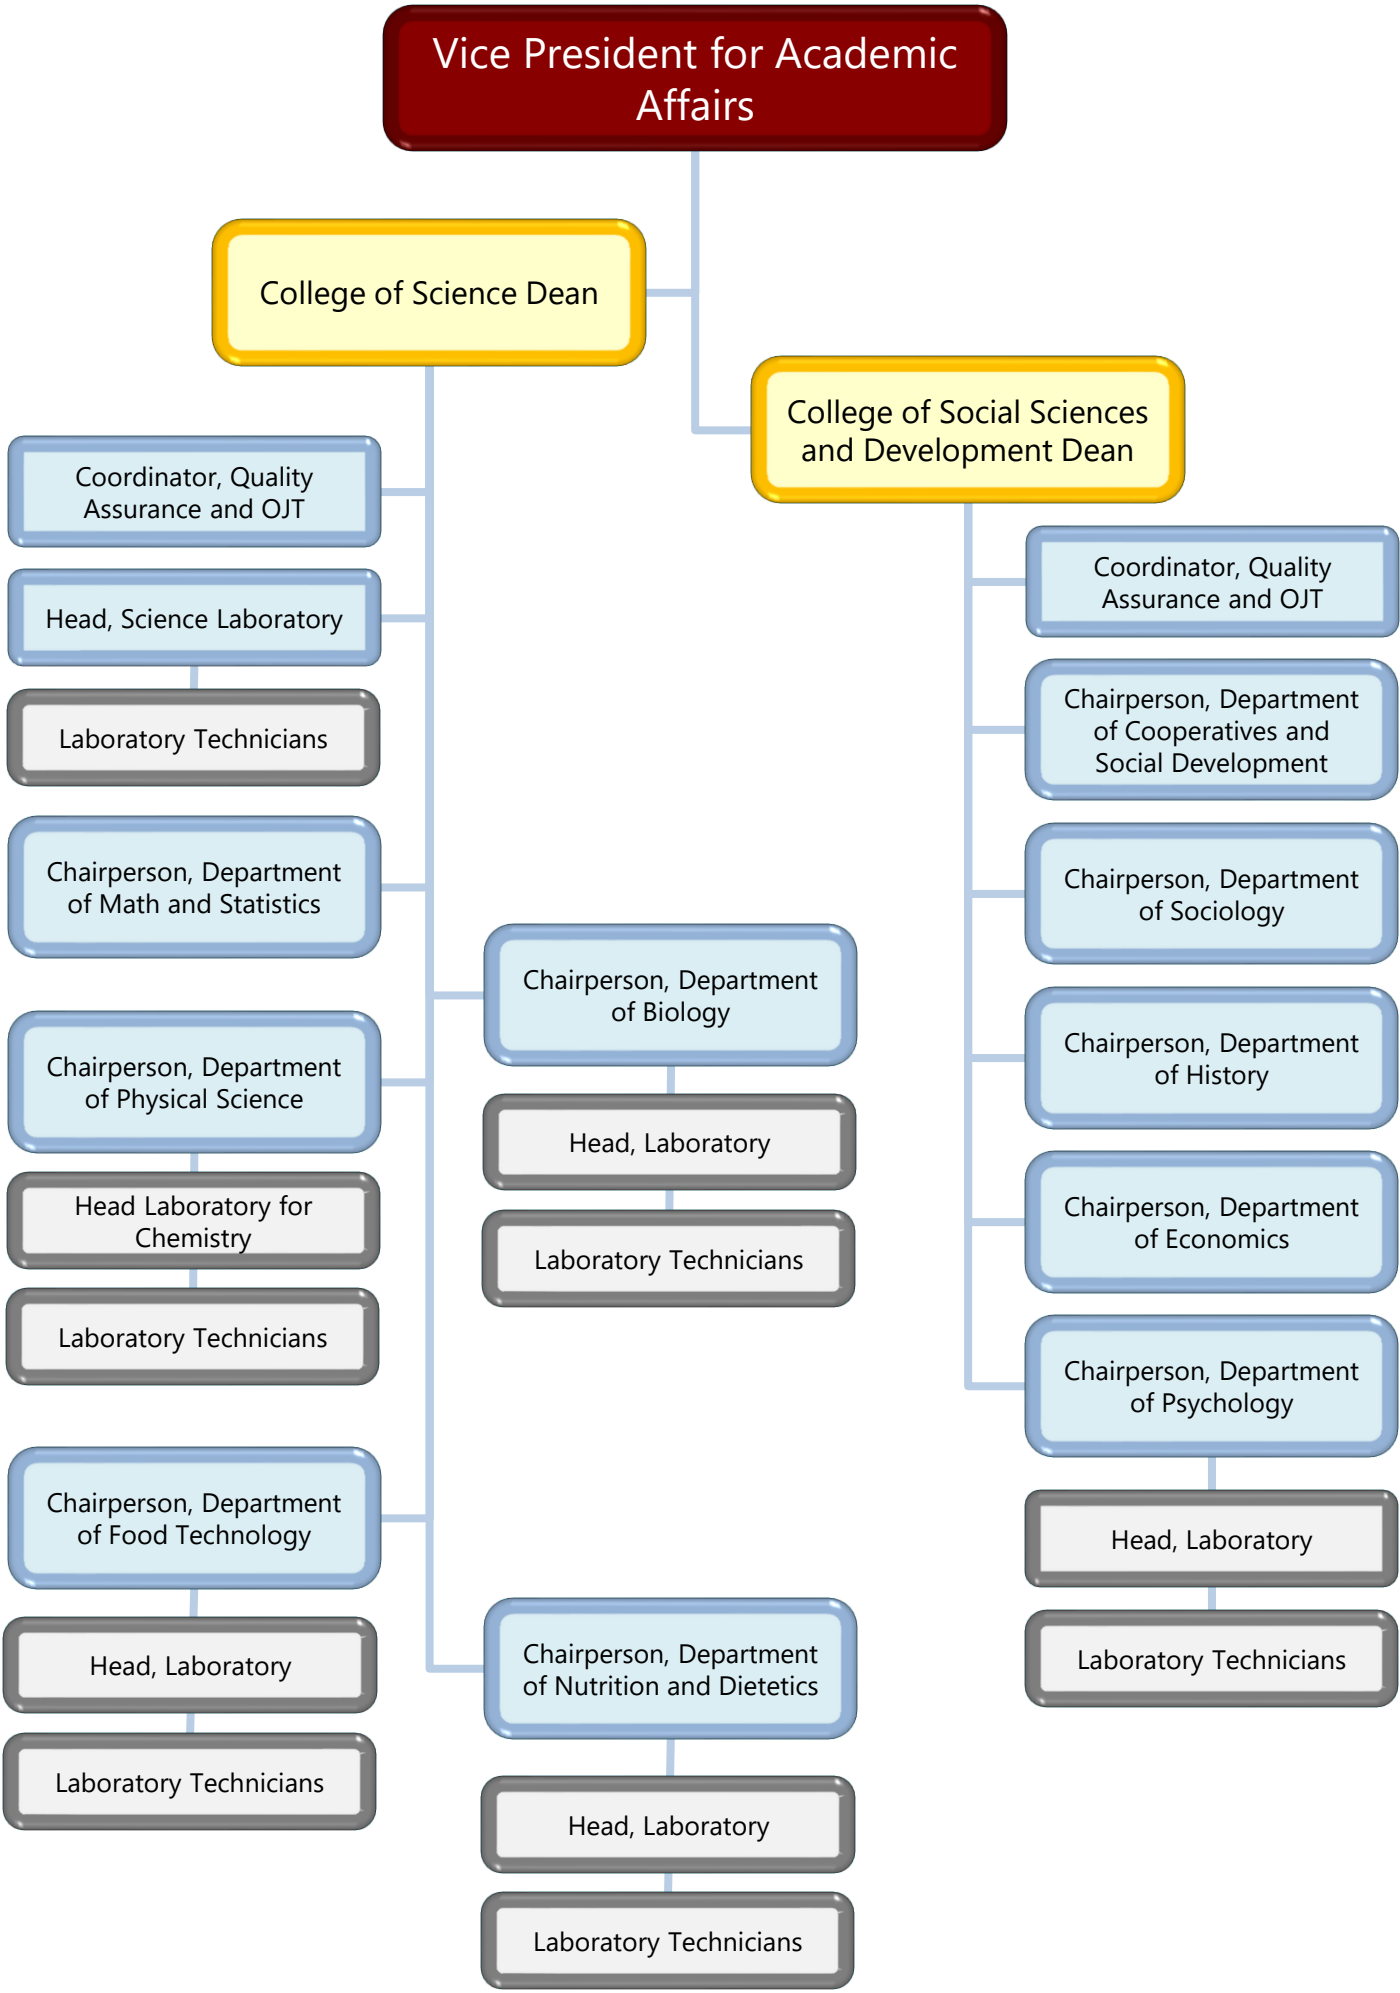 Vice President for Academic
Affairs
College of Science Dean
College of Social Sciences
and Development Dean
Coordinator, Quality
Assurance and OJT
Head, Science Laboratory
Laboratory Technicians
Chairperson, Department
of Math and Statistics
Chairperson, Department
of Physical Science
Head Laboratory for
Chemistry
Laboratory Technicians
Chairperson, Department
of Food Technology
Head, Laboratory
Laboratory Technicians
Chairperson, Department
of Biology
Head, Laboratory
Laboratory Technicians
Chairperson, Department
of Nutrition and Dietetics
Head, Laboratory
Laboratory Technicians
Coordinator, Quality
Assurance and OJT
Chairperson, Department
of Cooperatives and
Social Development
Chairperson, Department
of Sociology
Chairperson, Department
of History
Chairperson, Department
of Economics
Chairperson, Department
of Psychology
Head, Laboratory
Laboratory Technicians